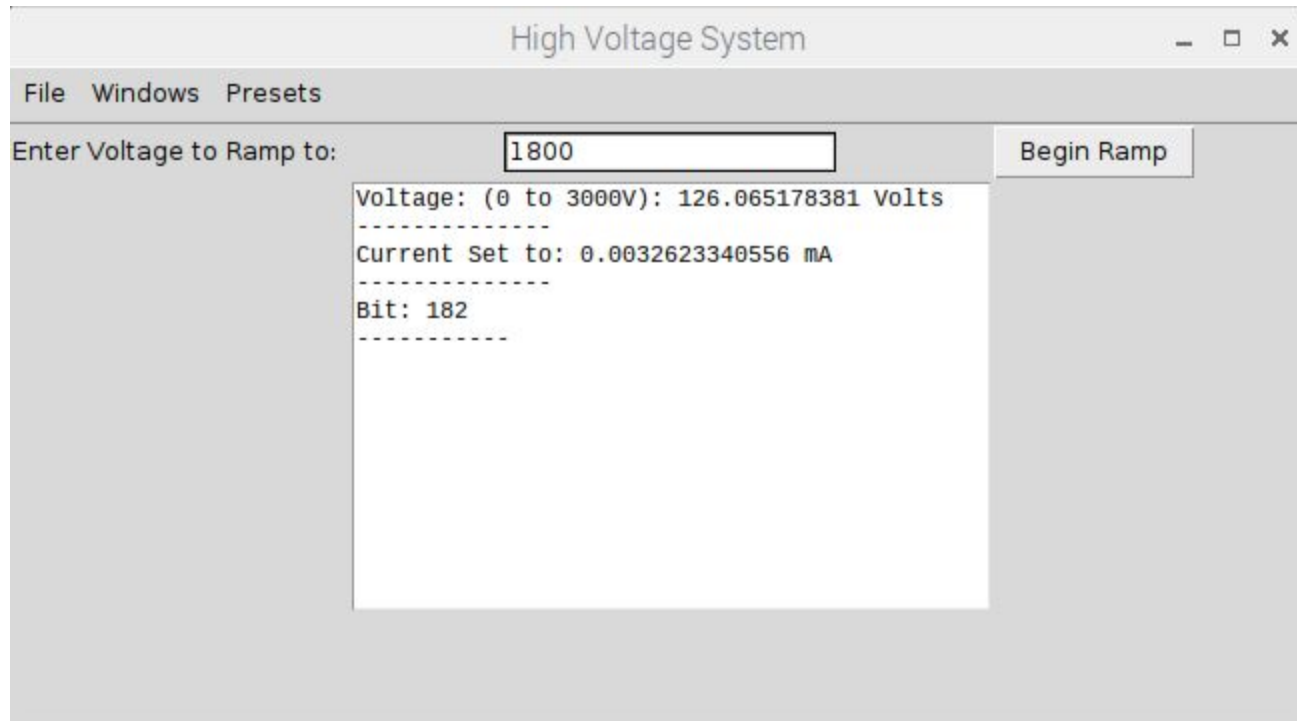 High Voltage System
File Windows Presets
Enter Voltage to Ramp to: 1800 Begin Ramp
Voltage: (0 to 3000V): 126.065178381 Volts
--------------
Current Set to: 0.0032623340556 mA
--------------
Bit: 182
-----------